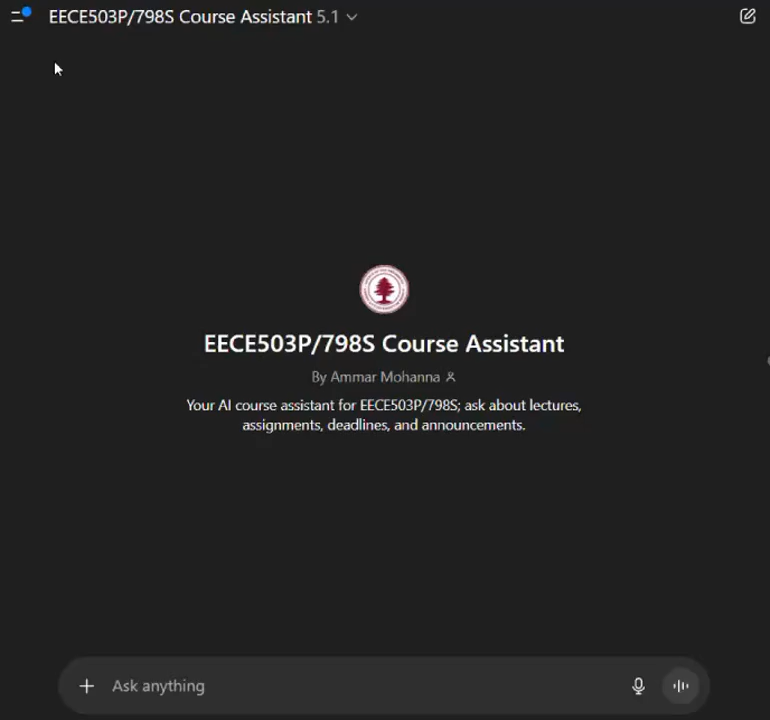 EECE503P/798S Course Assistant 5.1
EECE503P/798S Course Assistant
By Ammar Mohanna
Your AI course assistant for EECE503P/798S; ask about lectures,
assignments, deadlines, and announcements.
Ask anything